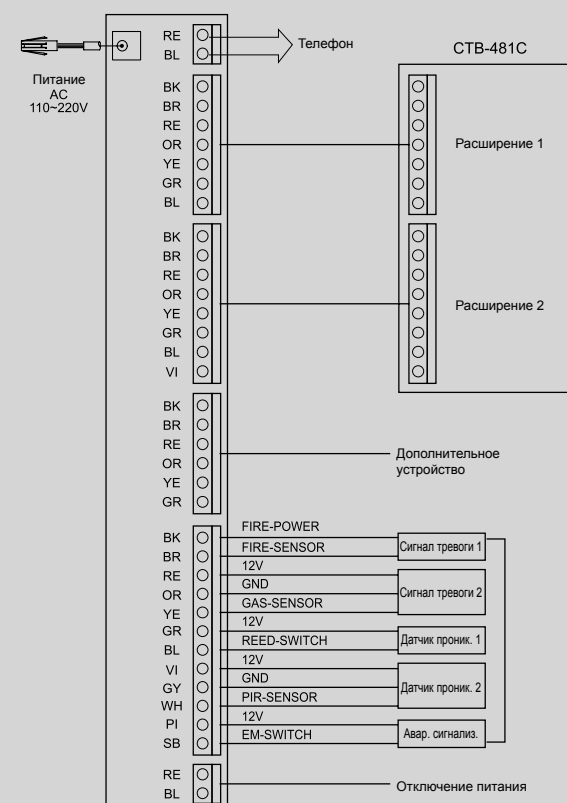 RE
BL
Телефон
CTB-481C
Питание
AC
110~220V
BK
BR
RE
OR
YE
GR
BL
Расширение 1
BK
BR
RE
OR
YE
GR
BL
VI
Расширение 2
BK
BR
RE
OR
YE
GR
Дополнительное
устройство
BK
BR
RE
OR
YE
GR
BL
VI
GY
WH
PI
SB
FIRE-POWER
FIRE-SENSOR
12V
GND
GAS-SENSOR
12V
REED-SWITCH
12V
GND
PIR-SENSOR
12V
EM-SWITCH
Сигнал тревоги 1
Сигнал тревоги 2
Датчик проник. 1
Датчик проник. 2
Авар. сигнализ.
RE
BL
Отключение питания